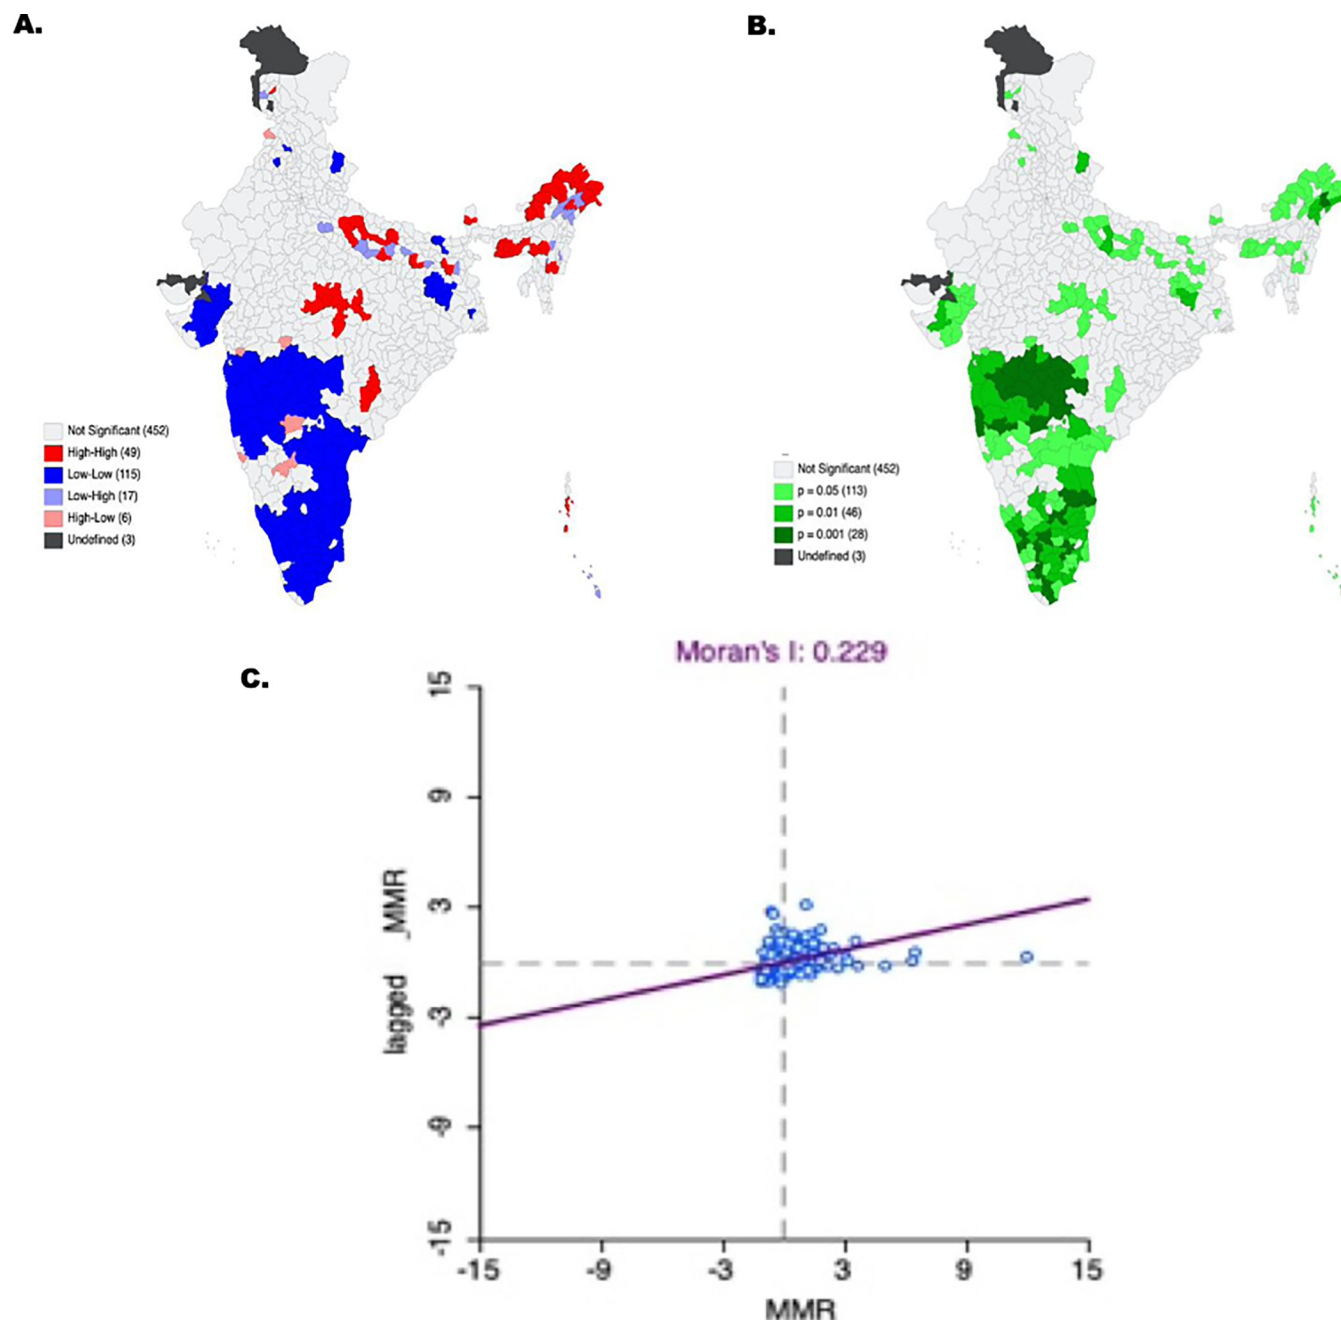 A.
B.
Not Significant (452)
High-High (49)
Low-Low (115)
Low-High (17)
High-Low (6)
Undefined (3)
Not Significant (452)
p = 0.05 (113)
p = 0.01 (46)
p = 0.001 (28)
Undefined (3)
C.
Moran's I: 0.229
15
9
3
-3
-9
-15
lagged _MMR
-15
-9
-3
3
9
15
MMR